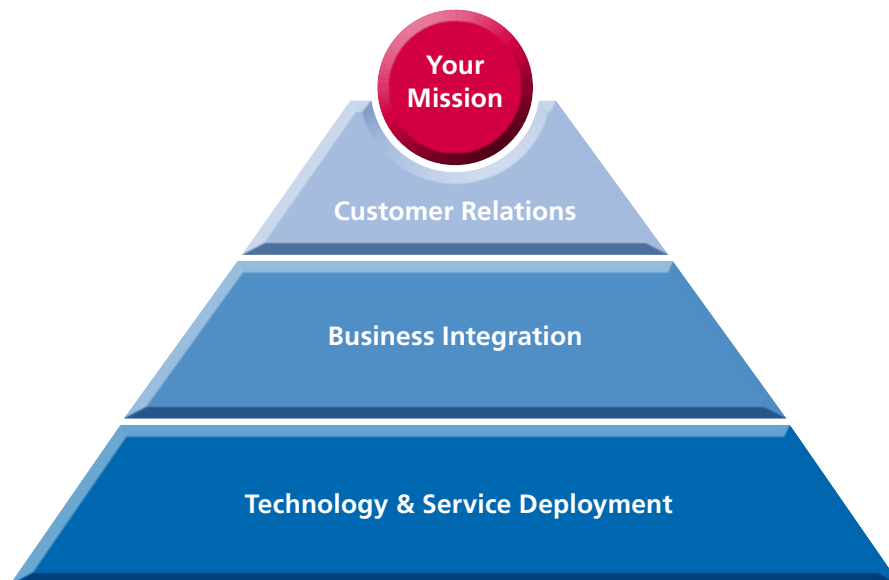 Your
Mission
Customer Relations
Business Integration
Technology & Service Deployment